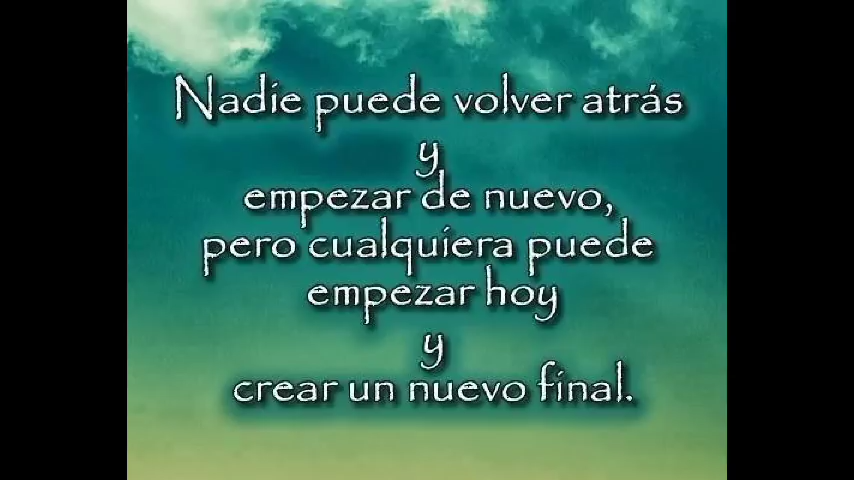 Nadie puede volver atrás
y
empezar de nuevo,
pero cualquiera puede
empezar hoy
y
crear un nuevo final.